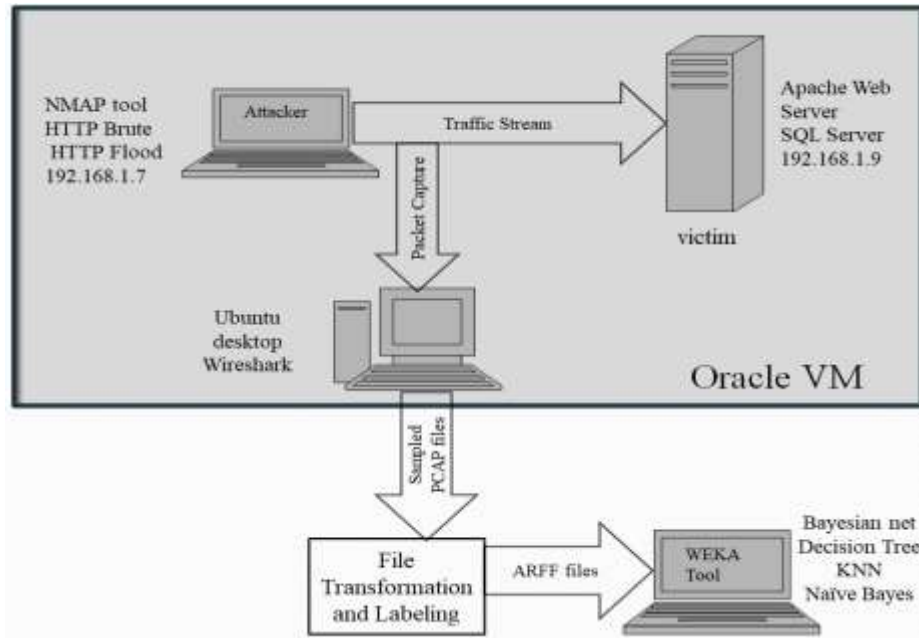 NMAP tool
HTTP Brute
HTTP Flood
192.168.1.7
Attacker
Traffic Stream
Apache Web
Server
SQL Server
192.168.1.9
victim
Packet Capture
Ubuntu
desktop
Wireshark
Oracle VM
Sampled
PCAP files
File
Transformation
and Labeling
ARFF files
WEKA
Tool
Bayesian net
Decision Tree
KNN
Naïve Bayes